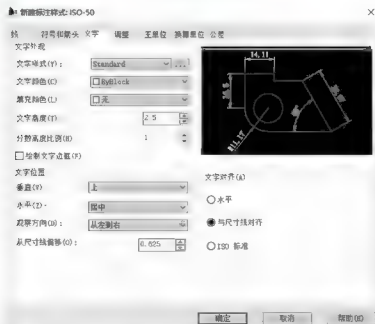 新建标注样式: ISO-50
线 符号和箭头 文字 调整 主单位 换算单位 公差
文字外观
文字样式(Y): Standard ...
文字颜色(C) ByBlock
填充颜色(L) 无
文字高度(T): 2.5
分数高度比例(H) 1
绘制文字边框(F)
文字位置
垂直(V) 上
水平(Z): 居中
观察方向(D): 从左到右
从尺寸线偏移(O): 0.625
14,11
R11,17
文字对齐(A)
水平
与尺寸线对齐
ISO 标准
确定 取消 帮助(H)